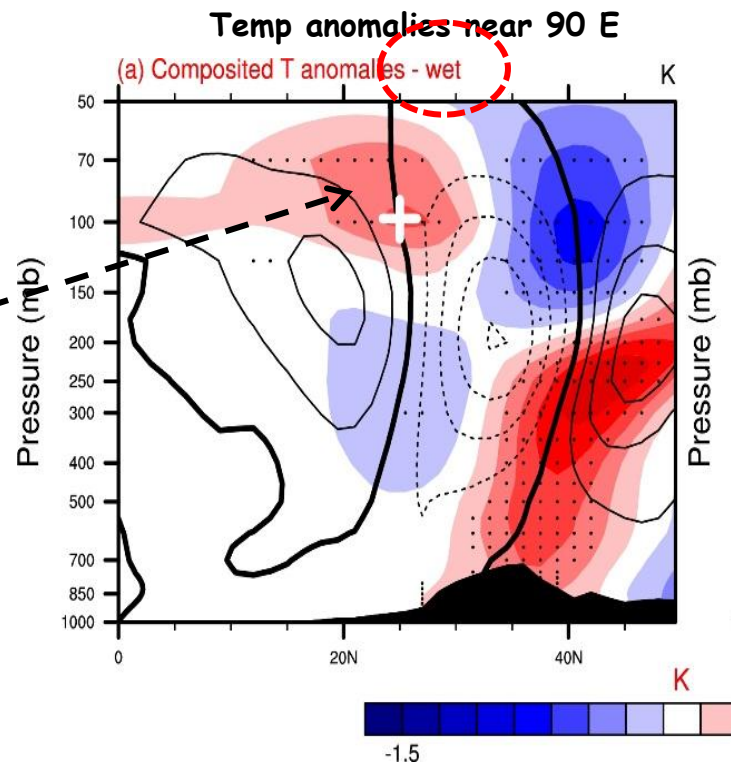 Temp anomalies near 90 E
(a) Composited T anomalies - wet
K
50
70
100
150
200
250
300
400
500
700
850
1000
Pressure (mb)
Pressure (mb)
0
20N
40N
K
-1.5